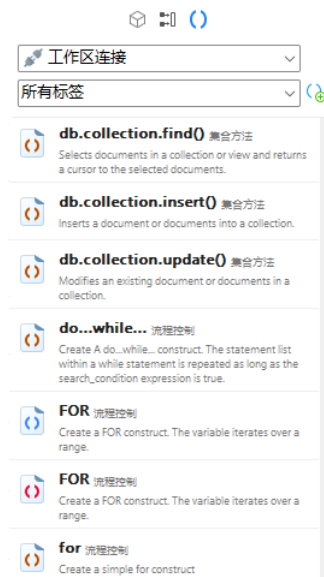 工作区连接
所有标签
db.collection.find() 集合方法
Selects documents in a collection or view and returns
a cursor to the selected documents.
db.collection.insert() 集合方法
Inserts a document or documents into a collection.
db.collection.update() 集合方法
Modifies an existing document or documents in a
collection.
do...while... 流程控制
Create A do...while... construct. The statement list
within a while statement is repeated as long as the
search_condition expression is true.
FOR 流程控制
Create a FOR construct. The variable iterates over a
range.
FOR 流程控制
Create a FOR construct. The variable iterates over a
range.
for 流程控制
Create a simple for construct